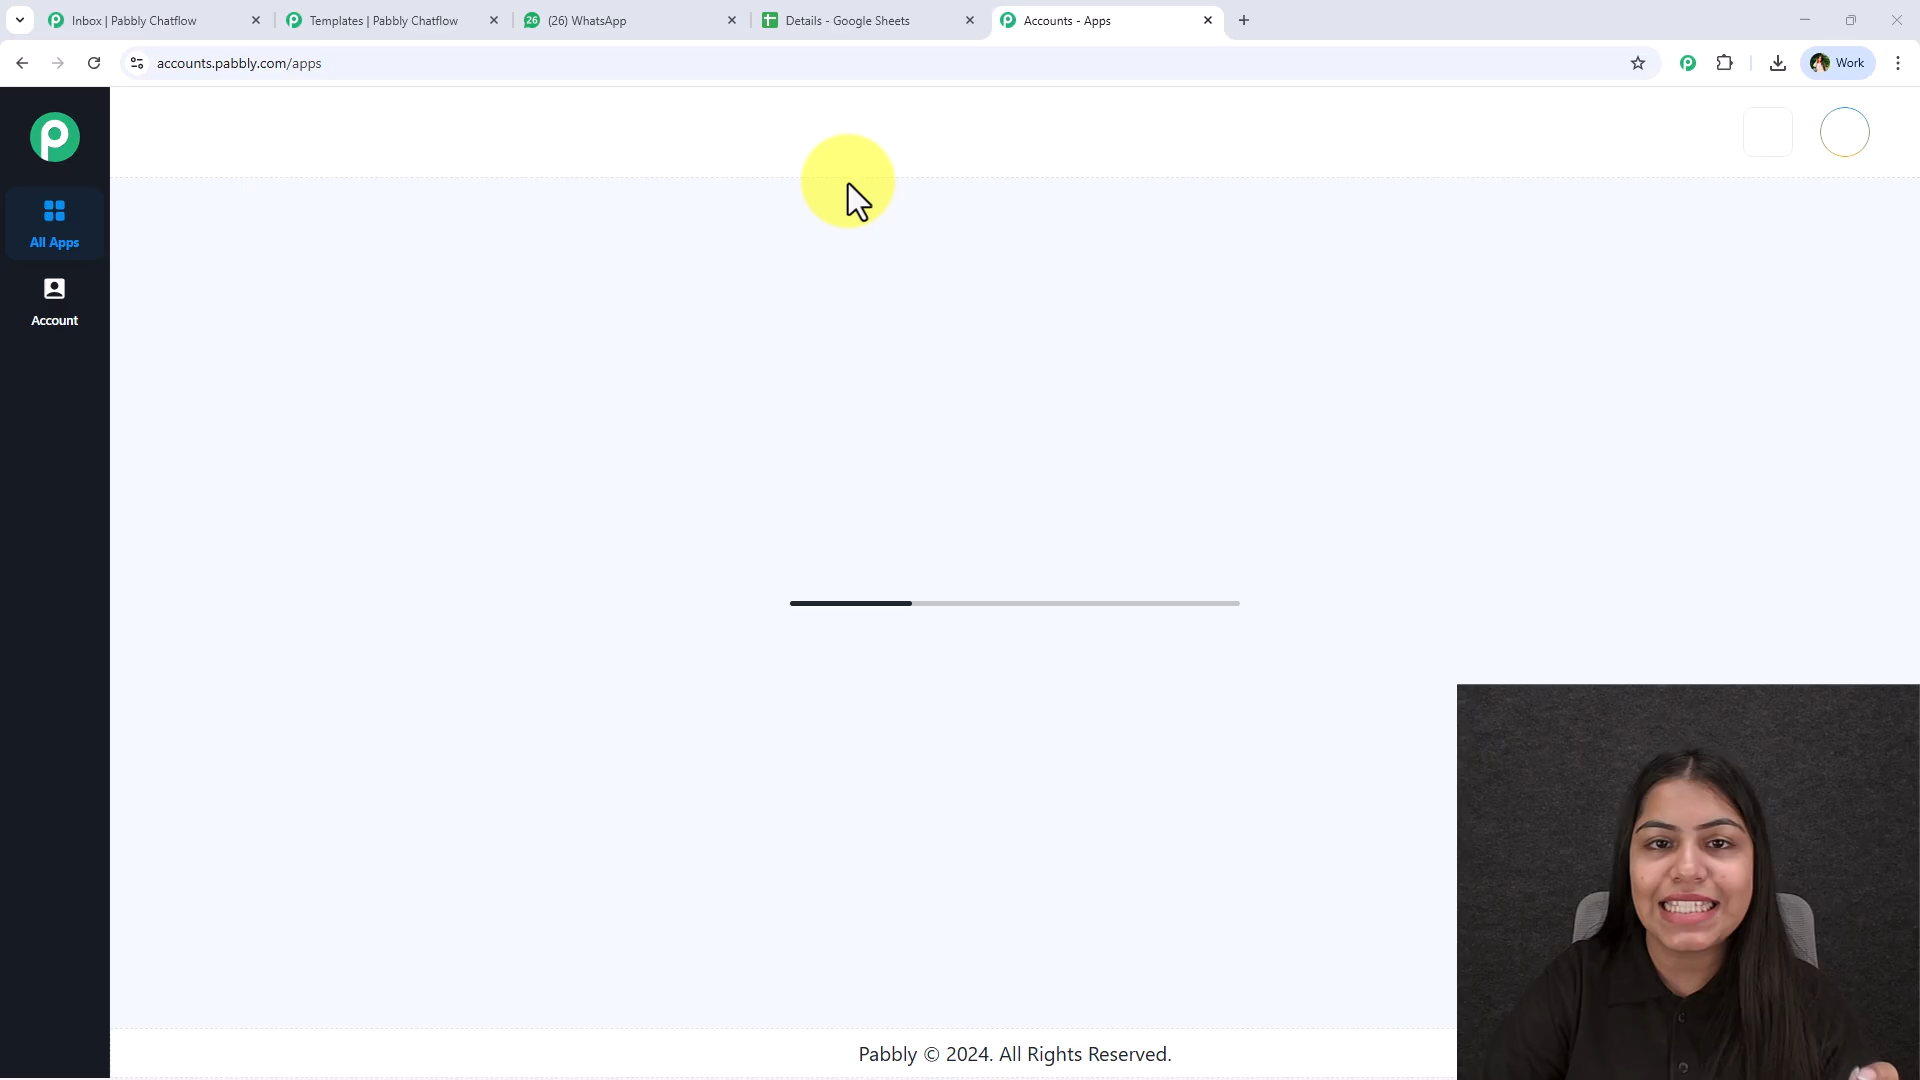 Inbox | Pabbly Chatflow
Templates | Pabbly Chatflow
26
(26) WhatsApp
Details - Google Sheets
Accounts - Apps
accounts.pabbly.com/apps
Work
All Apps
Account
Pabbly © 2024. All Rights Reserved.